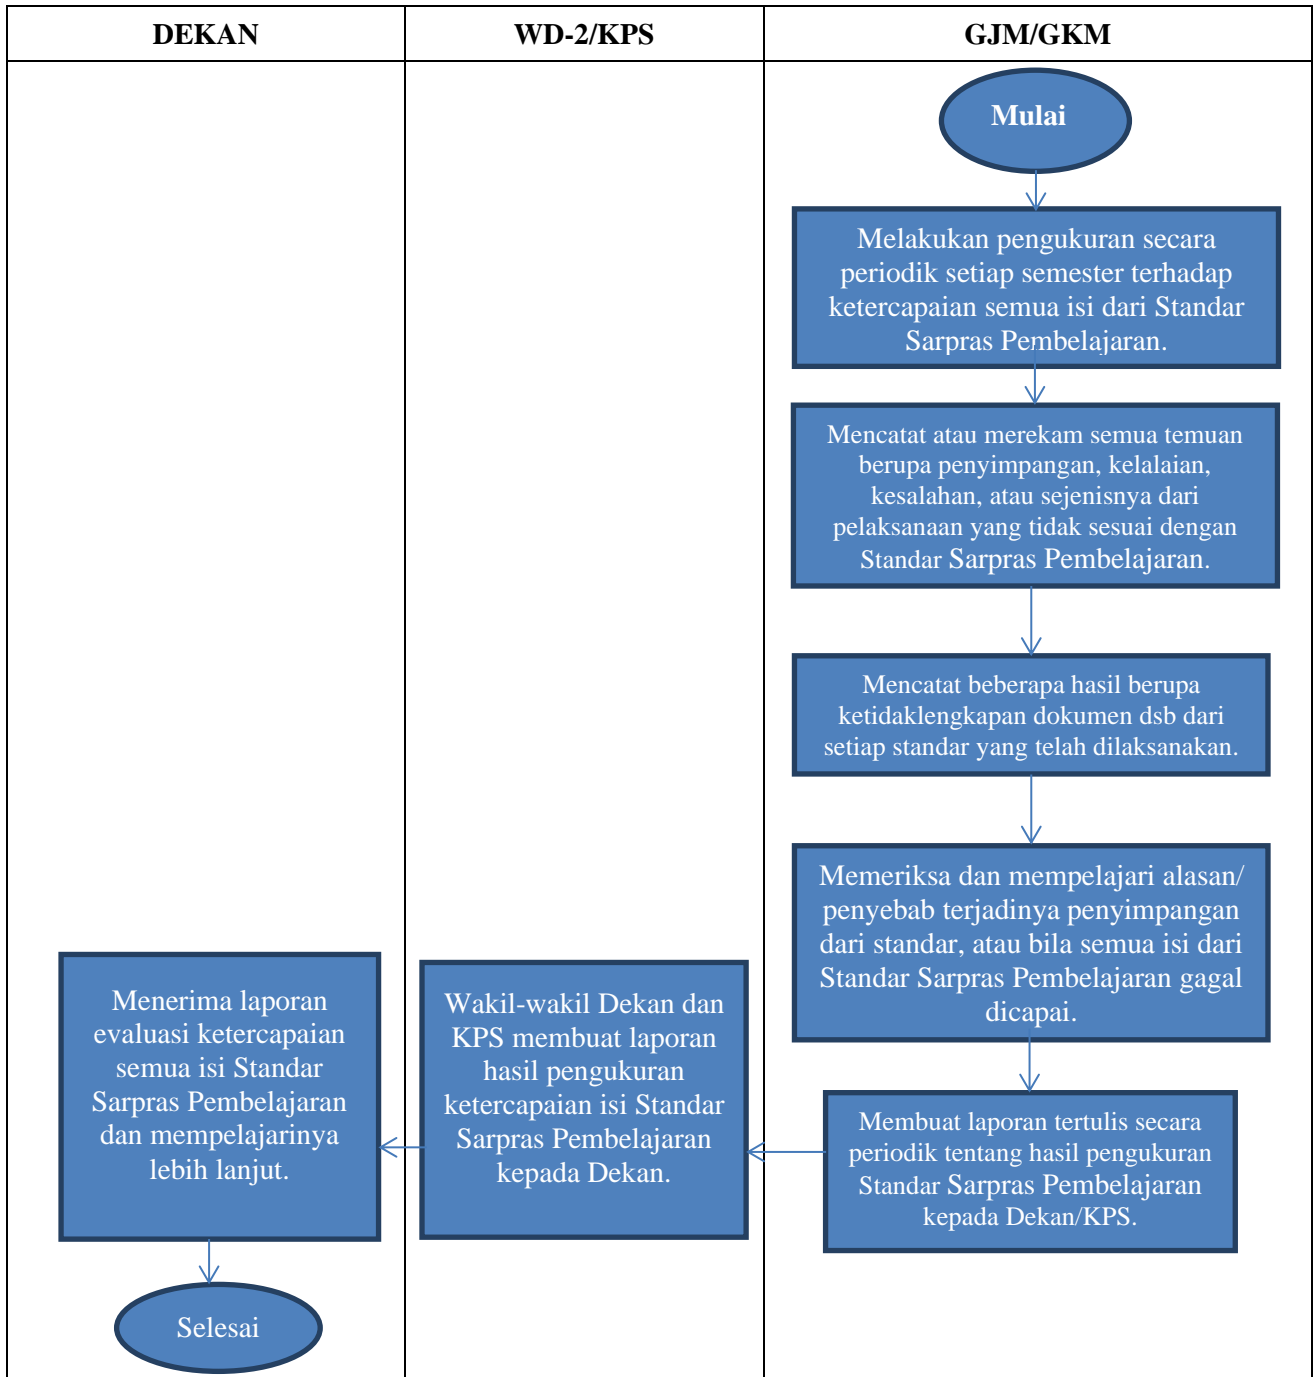 DEKAN
WD-2/KPS
GJM/GKM
Mulai
Melakukan pengukuran secara
periodik setiap semester terhadap
ketercapaian semua isi dari Standar
Sarpras Pembelajaran.
Mencatat atau merekam semua temuan
berupa penyimpangan, kelalaian,
kesalahan, atau sejenisnya dari
pelaksanaan yang tidak sesuai dengan
Standar Sarpras Pembelajaran.
Mencatat beberapa hasil berupa
ketidaklengkapan dokumen dsb dari
setiap standar yang telah dilaksanakan.
Memeriksa dan mempelajari alasan/
penyebab terjadinya penyimpangan
dari standar, atau bila semua isi dari
Standar Sarpras Pembelajaran gagal
dicapai.
Membuat laporan tertulis secara
periodik tentang hasil pengukuran
Standar Sarpras Pembelajaran
kepada Dekan/KPS.
Wakil-wakil Dekan dan
KPS membuat laporan
hasil pengukuran
ketercapaian isi Standar
Sarpras Pembelajaran
kepada Dekan.
Menerima laporan
evaluasi ketercapaian
semua isi Standar
Sarpras Pembelajaran
dan mempelajarinya
lebih lanjut.
Selesai